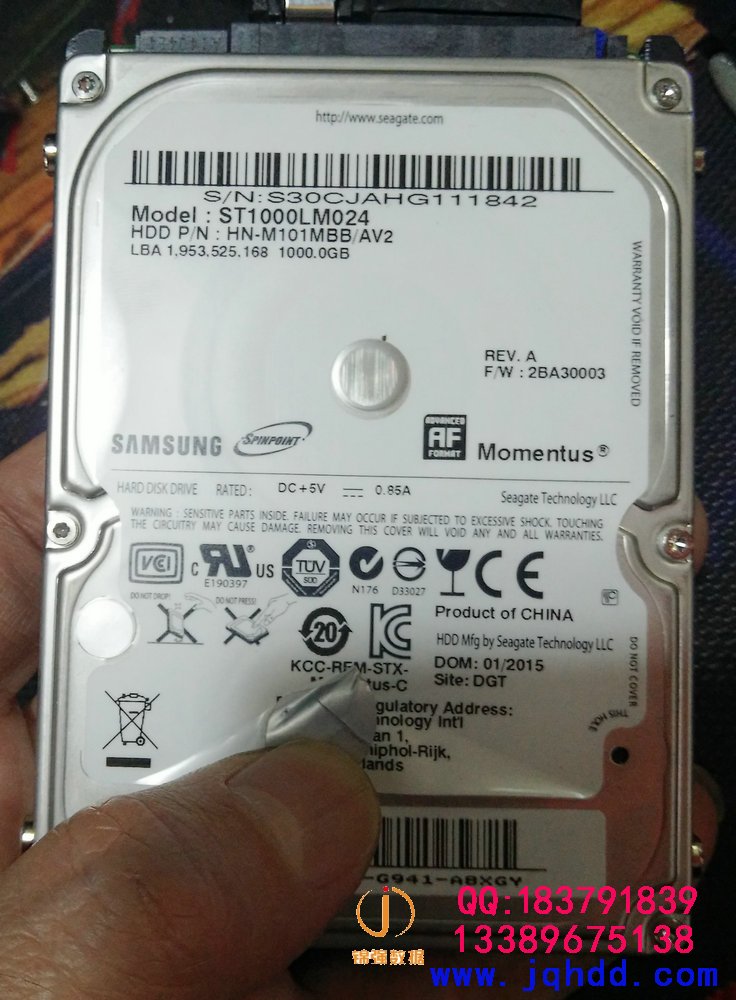 http://www.seagate.com
S/N:S30CJAHG111842
Model : ST1000LM024
HDD P/N : HN-M101MBB/AV2
LBA 1,953,525,168 1000.0GB
WARRANTY VOID IF REMOVED
REV. A
F/W : 2BA30003
SAMSUNG SPINPOINT
ADVANCED
AF
FORMAT
Momentus®
HARD DISK DRIVE RATED: DC+5V 0.85A
Seagate Technology LLC
WARNING : SENSITIVE PARTS INSIDE. FAILURE MAY OCCUR IF SUBJECTED TO EXCESSIVE SHOCK. TOUCHING
THE CIRCUITRY MAY CAUSE DAMAGE. REMOVING THIS COVER WILL VOID ANY AND ALL WARRANTIES.
VCI
c RU ® US
E190397
TUV
SUD
N176
D33027
CE
DO NOT DROP!
DO NOT PRESS!
20
Product of CHINA
HDD Mfg by Seagate Technology LLC
KCC-REM-STX-
DOM: 01/2015
Site: DGT
tus-C
gulatory Address:
nology Int'l
an 1,
hiphol-Rijk,
lands
DO NOT COVER
THIS HOLE
-G941-ABXGY
QQ:183791839
13389675138
www.jqhdd.com